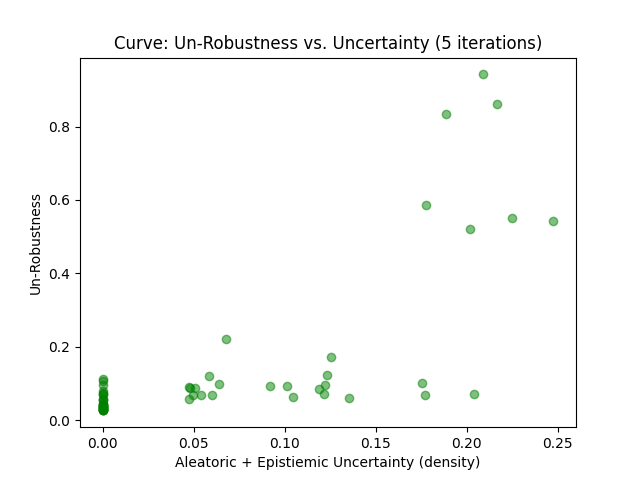 Curve: Un-Robustness vs. Uncertainty (5 iterations)
Un-Robustness
0.8
0.6
0.4
0.2
0.0
0.00 0.05 0.10 0.15 0.20 0.25
Aleatoric + Epistiemic Uncertainty (density)